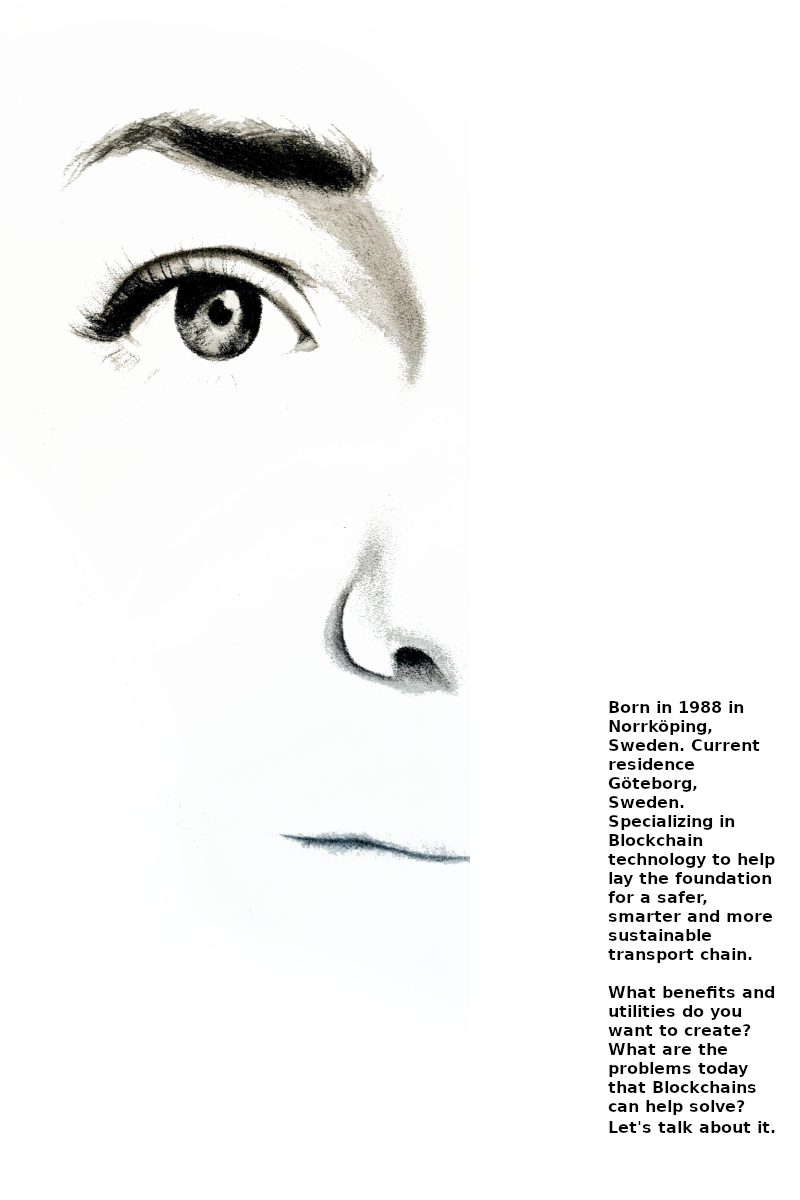 Born in 1988 in
Norrköping,
Sweden. Current
residence
Göteborg,
Sweden.
Specializing in
Blockchain
technology to help
lay the foundation
for a safer,
smarter and more
sustainable
transport chain.

What benefits and
utilities do you
want to create?
What are the
problems today
that Blockchains
can help solve?
Let's talk about it.